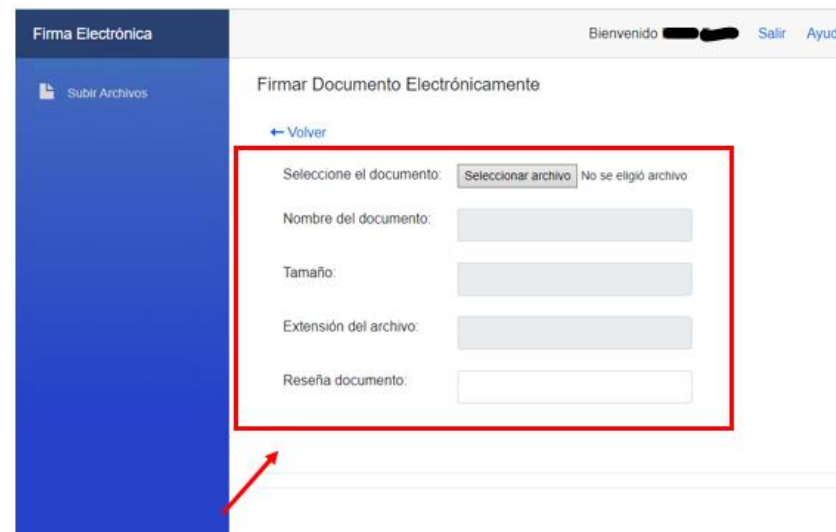 Firma Electrónica
Bienvenido Salir Ayud
Subir Archivos
Firmar Documento Electrónicamente
← Volver
Seleccione el documento: Seleccionar archivo No se eligió archivo
Nombre del documento:
Tamaño:
Extensión del archivo:
Reseña documento: